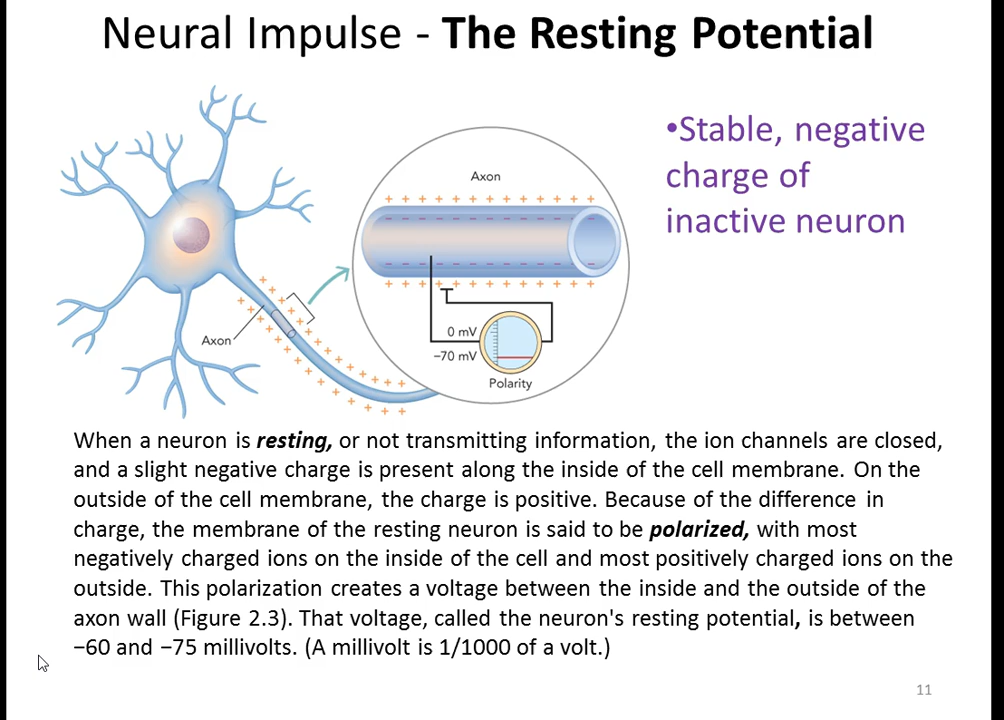 Neural Impulse - The Resting Potential
•Stable, negative
charge of
inactive neuron
Axon
Axon
0 mV
−70 mV
Polarity
When a neuron is resting, or not transmitting information, the ion channels are closed,
and a slight negative charge is present along the inside of the cell membrane. On the
outside of the cell membrane, the charge is positive. Because of the difference in
charge, the membrane of the resting neuron is said to be polarized, with most
negatively charged ions on the inside of the cell and most positively charged ions on the
outside. This polarization creates a voltage between the inside and the outside of the
axon wall (Figure 2.3). That voltage, called the neuron's resting potential, is between
−60 and −75 millivolts. (A millivolt is 1/1000 of a volt.)
11